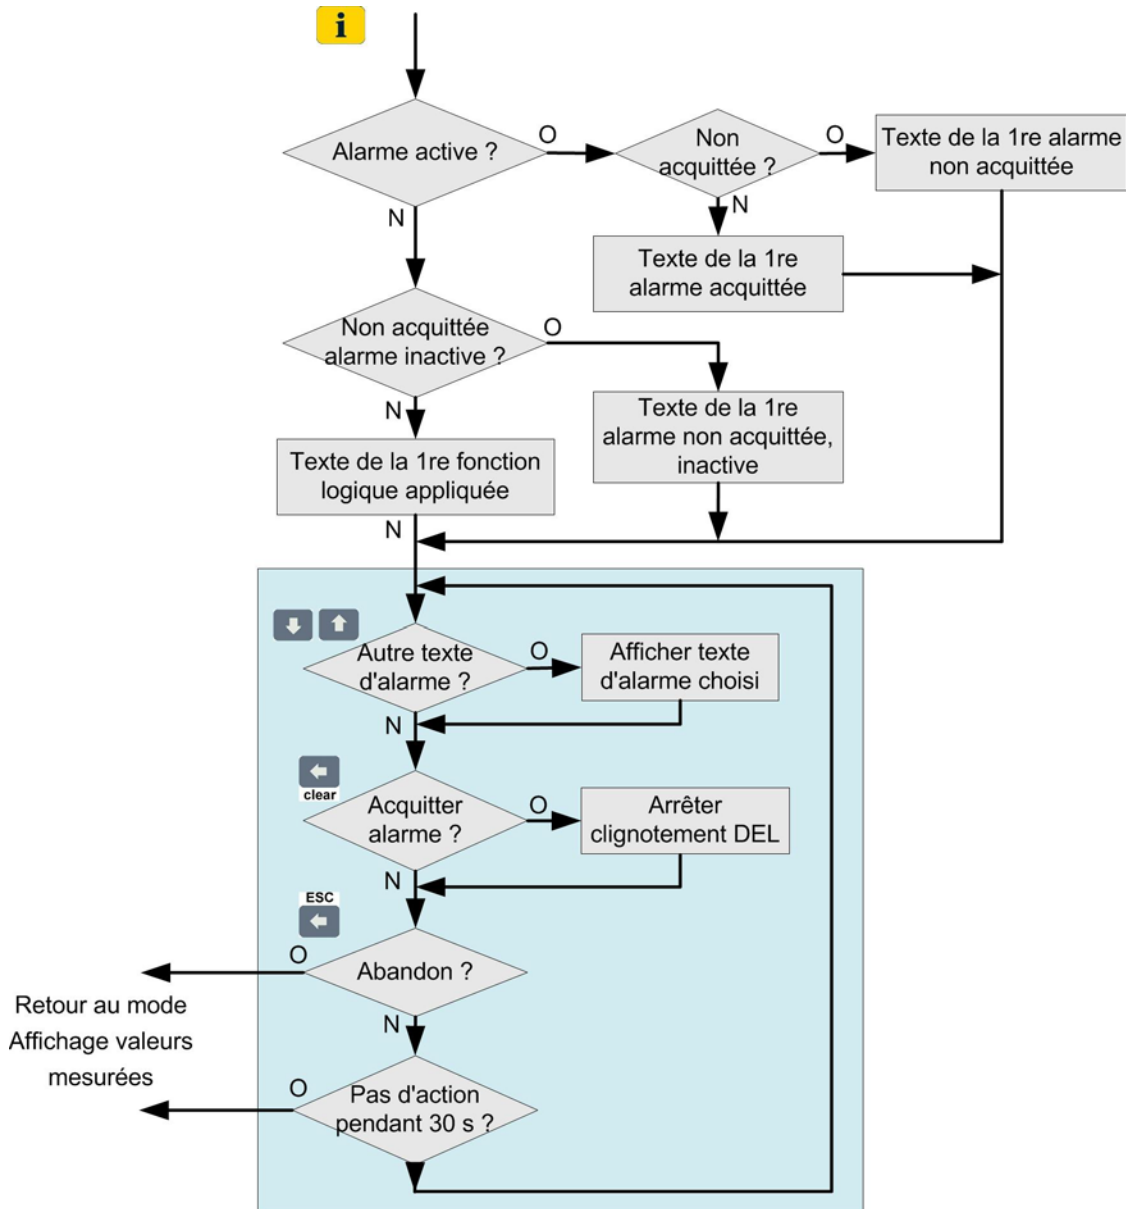 i
Alarme active ?
O
Non
acquittée ?
O
Texte de la 1re alarme
non acquittée
N
N
Texte de la 1re
alarme acquittée
Non acquittée
alarme inactive ?
O
N
Texte de la 1re
alarme non acquittée,
inactive
Texte de la 1re fonction
logique appliquée
N
Autre texte
d'alarme ?
O
Afficher texte
d'alarme choisi
N
clear
Acquitter
alarme ?
O
Arrêter
clignotement DEL
N
ESC
O
Abandon ?
Retour au mode
Affichage valeurs
mesurées
N
O
Pas d'action
pendant 30 s ?